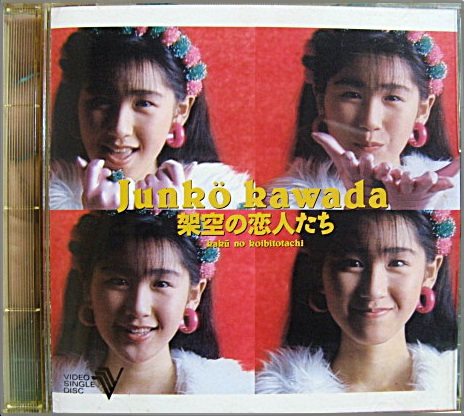 Junkö kawada
架空の恋人たち
kakū no koibitotachi
VIDEO
SINGLE
DISC